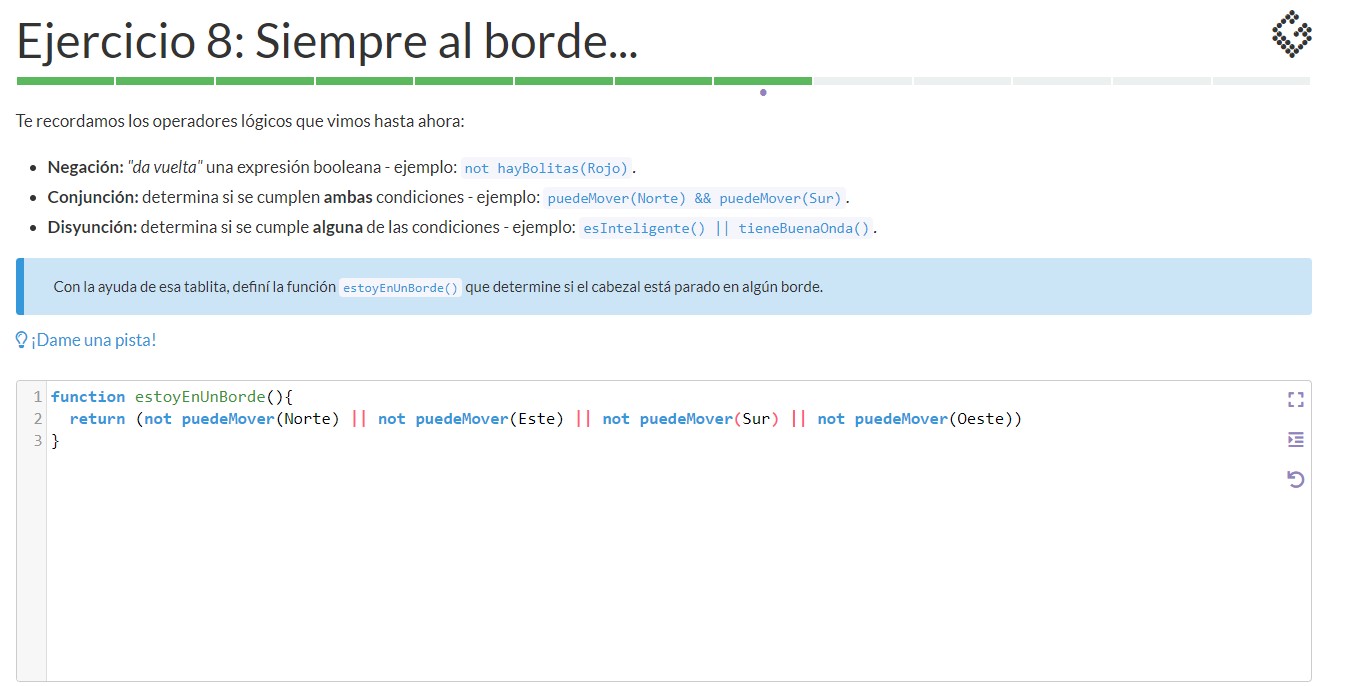 Ejercicio 8: Siempre al borde...
Te recordamos los operadores lógicos que vimos hasta ahora:
• Negación: "da vuelta" una expresión booleana - ejemplo: not hayBolitas(Rojo) .
• Conjunción: determina si se cumplen ambas condiciones - ejemplo: puedeMover(Norte) && puedeMover(Sur) .
• Disyunción: determina si se cumple alguna de las condiciones - ejemplo: esInteligente() || tieneBuenaOnda() .
Con la ayuda de esa tablita, definí la función estoyEnUnBorde() que determine si el cabezal está parado en algún borde.
¡Dame una pista!
1 function estoyEnUnBorde(){
2   return (not puedeMover(Norte) || not puedeMover(Este) || not puedeMover(Sur) || not puedeMover(Oeste))
3 }